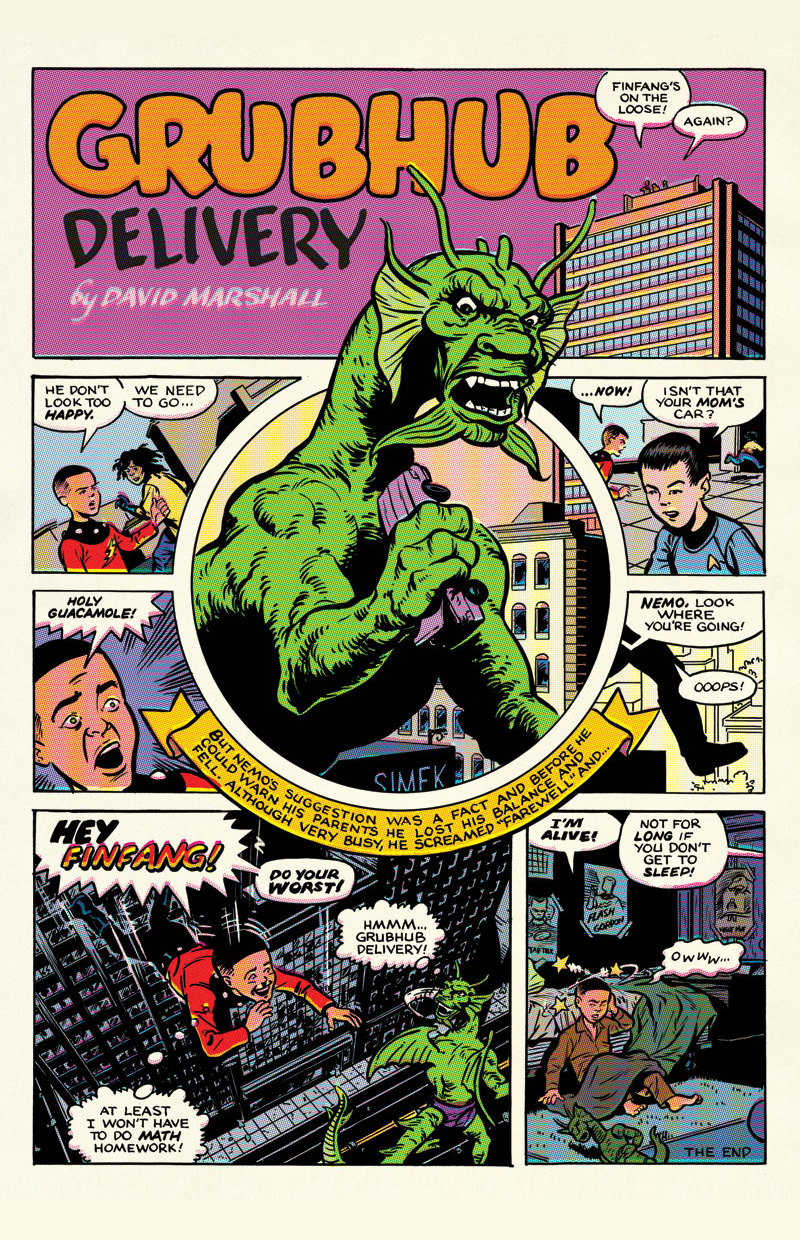 GRUBHUB
DELIVERY
by DAVID MARSHALL
FINFANG'S
ON THE
LOOSE!
AGAIN?
HE DON'T
LOOK TOO
HAPPY.
WE NEED
TO GO...
...NOW!
ISN'T THAT
YOUR MOM'S
CAR?
HOLY
GUACAMOLE!
NEMO, LOOK
WHERE
YOU'RE GOING!
OOOPS!
SIMEK
BUT NEMO'S SUGGESTION WAS A FACT AND BEFORE HE
COULD WARN HIS PARENTS HE LOST HIS BALANCE AND
FELL. ALTHOUGH VERY BUSY, HE SCREAMED "FAREWELL" AND...
HEY
FINFANG!
DO YOUR
WORST!
HMMM...
GRUBHUB
DELIVERY!
AT LEAST
I WON'T HAVE
TO DO MATH
HOMEWORK!
I'M
ALIVE!
NOT FOR
LONG IF
YOU DON'T
GET TO
SLEEP!
FLASH
GORDON
OWWW...
THE END